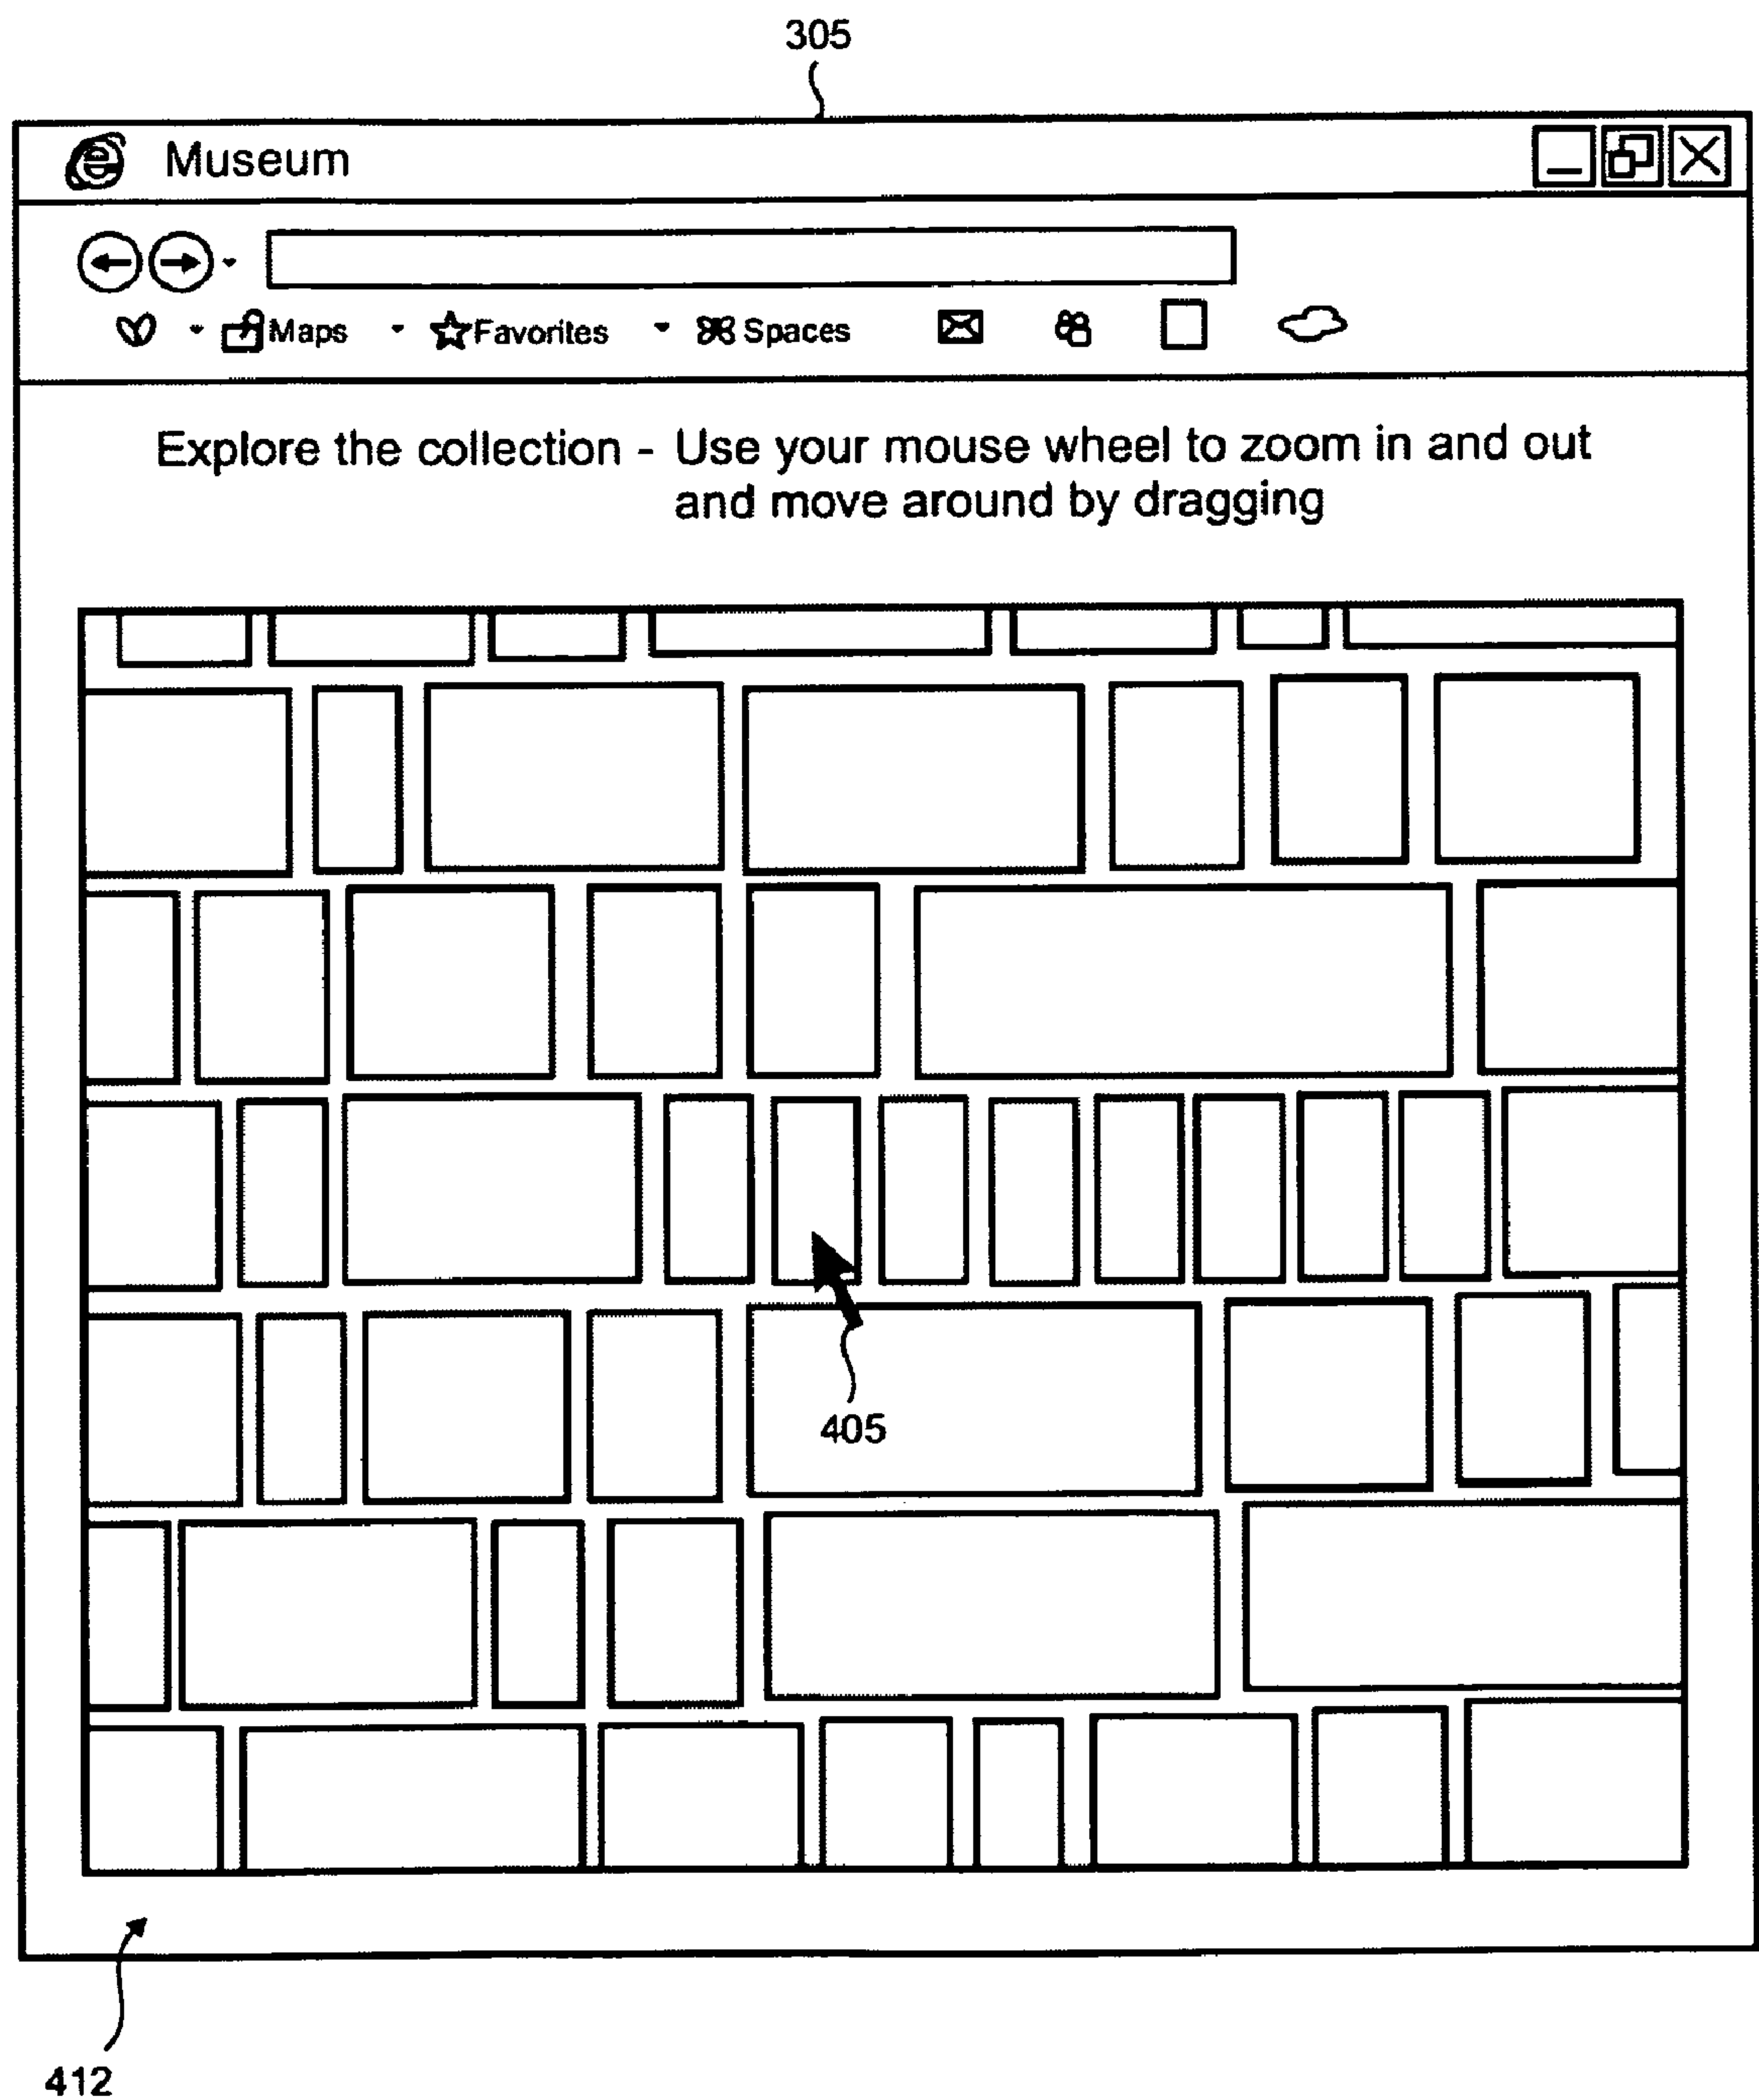 305
Museum
Maps Favorites Spaces
Explore the collection - Use your mouse wheel to zoom in and out
and move around by dragging
405
412